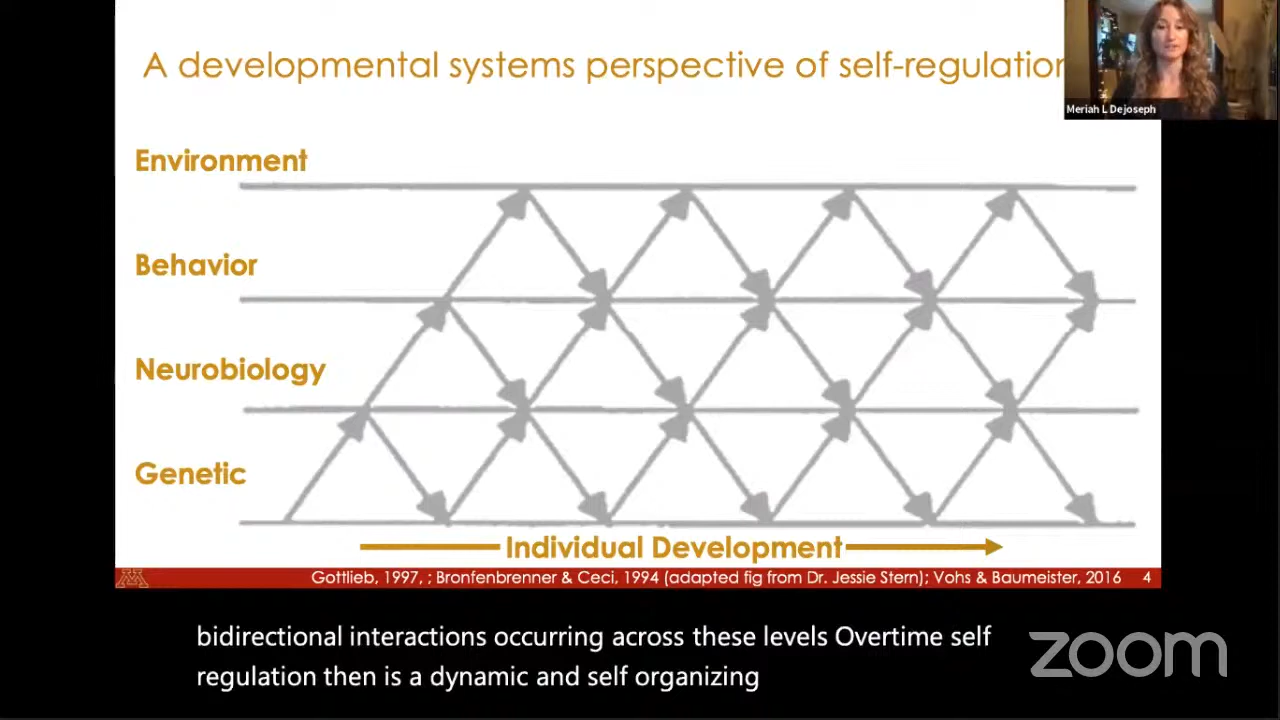 A developmental systems perspective of self-regulation
Meriah L Dejoseph
Environment
Behavior
Neurobiology
Genetic
Individual Development
Gottlieb, 1997, ; Bronfenbrenner & Ceci, 1994 (adapted fig from Dr. Jessie Stern); Vohs & Baumeister, 2016 4
bidirectional interactions occurring across these levels Overtime self
regulation then is a dynamic and self organizing
zoom